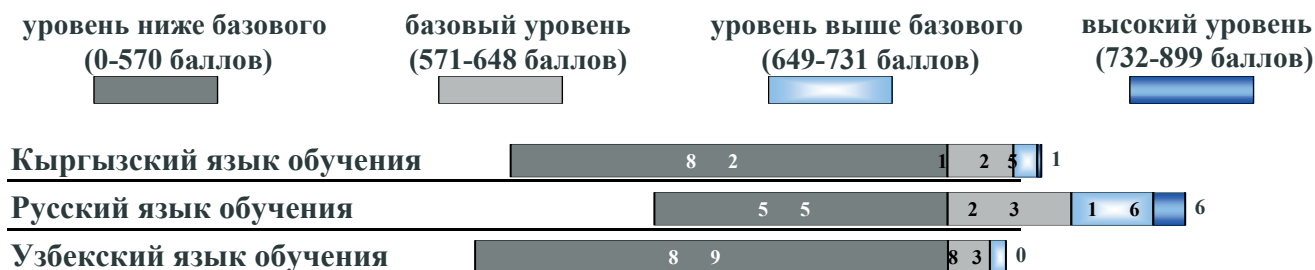 уровень ниже базового базовый уровень уровень выше базового высокий уровень
(0-570 баллов) (571-648 баллов) (649-731 баллов) (732-899 баллов)
Кыргызский язык обучения 8 2 1 2 5 1
Русский язык обучения 5 5 2 3 1 6 6
Узбекский язык обучения 8 9 8 3 0